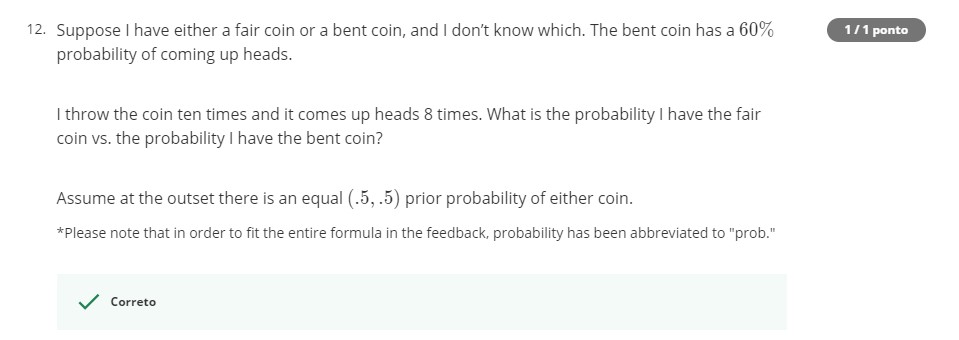 12. Suppose I have either a fair coin or a bent coin, and I don’t know which. The bent coin has a 60%
probability of coming up heads.
1 / 1 ponto
I throw the coin ten times and it comes up heads 8 times. What is the probability I have the fair
coin vs. the probability I have the bent coin?
Assume at the outset there is an equal (.5, .5) prior probability of either coin.
*Please note that in order to fit the entire formula in the feedback, probability has been abbreviated to "prob."
Correto